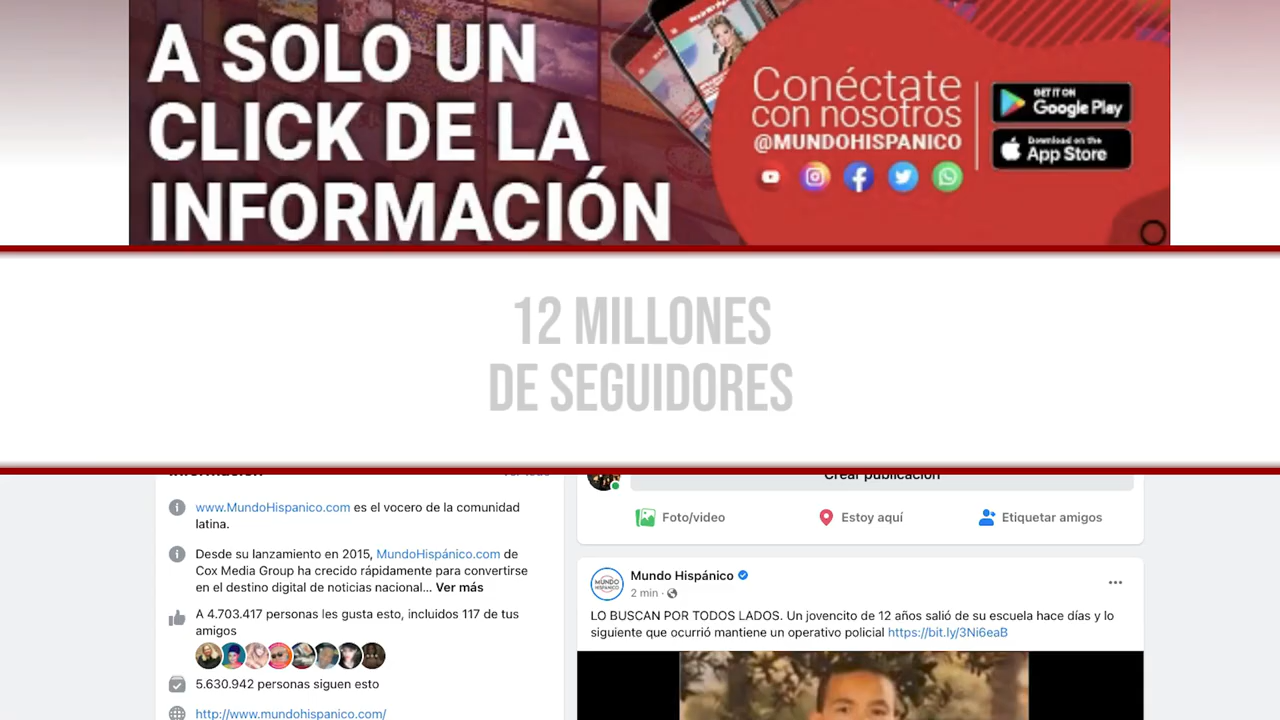 A SOLO UN
CLICK DE LA
INFORMACIÓN
Conéctate
con nosotros
@MUNDOHISPANICO
GET IT ON
Google Play
Download on the
App Store
12 MILLONES
DE SEGUIDORES
Información
Crear publicación
www.MundoHispanico.com es el vocero de la comunidad
latina.
Desde su lanzamiento en 2015, MundoHispánico.com de
Cox Media Group ha crecido rápidamente para convertirse
en el destino digital de noticias nacional... Ver más
A 4.703.417 personas les gusta esto, incluidos 117 de tus
amigos
5.630.942 personas siguen esto
http://www.mundohispanico.com/
Foto/video
Estoy aquí
Etiquetar amigos
MUNDO
HISPANICO
Mundo Hispánico
2 min ·
LO BUSCAN POR TODOS LADOS. Un jovencito de 12 años salió de su escuela hace días y lo
siguiente que ocurrió mantiene un operativo policial https://bit.ly/3Ni6eaB